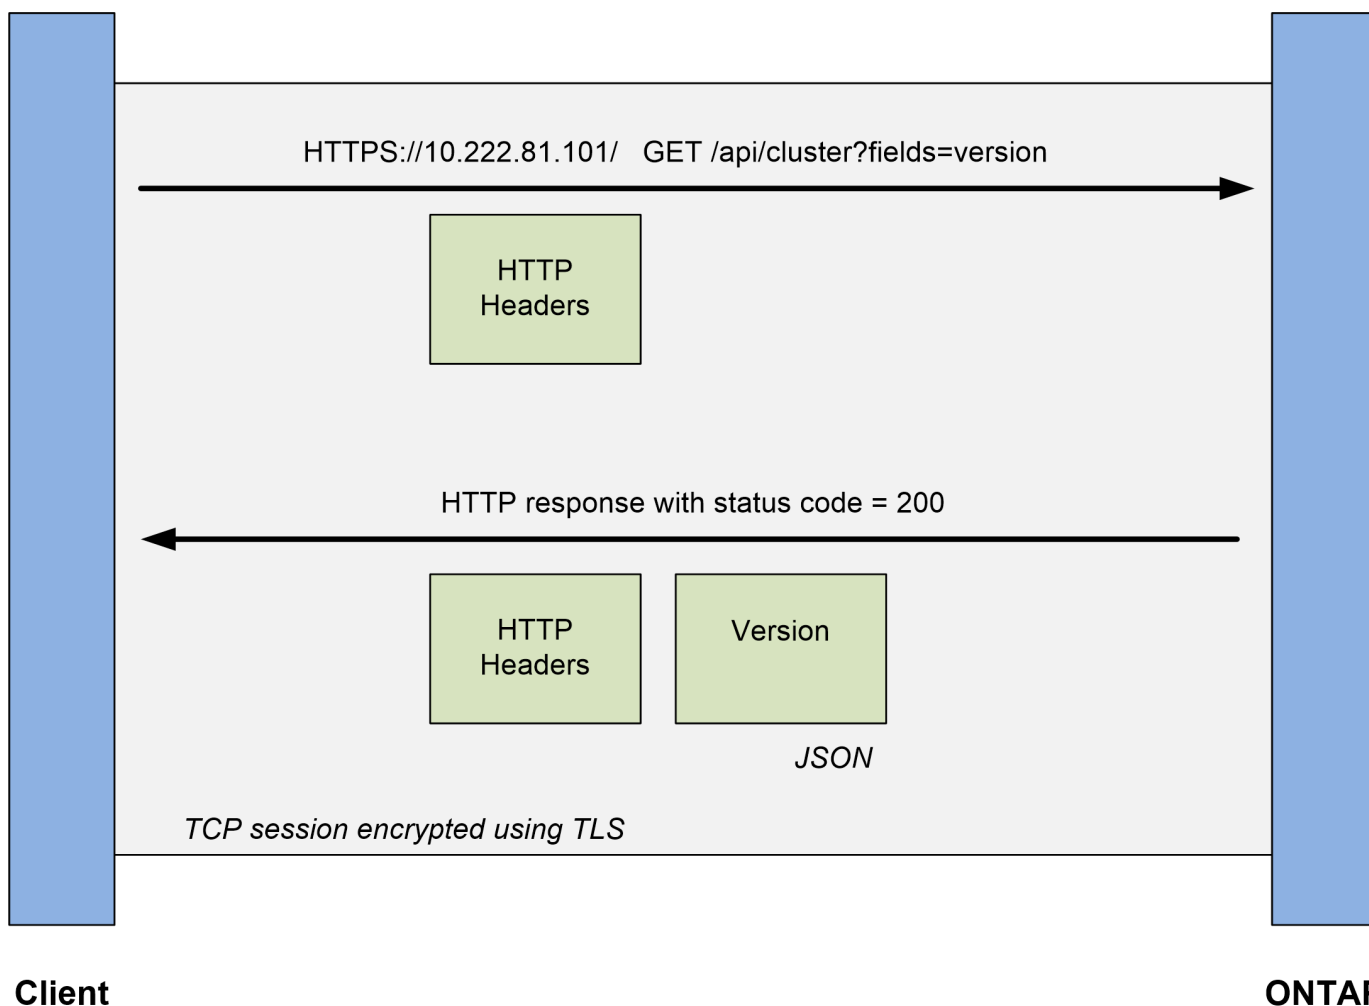 HTTPS://10.222.81.101/   GET /api/cluster?fields=version
HTTP
Headers
HTTP response with status code = 200
HTTP
Headers
Version
JSON
TCP session encrypted using TLS
Client